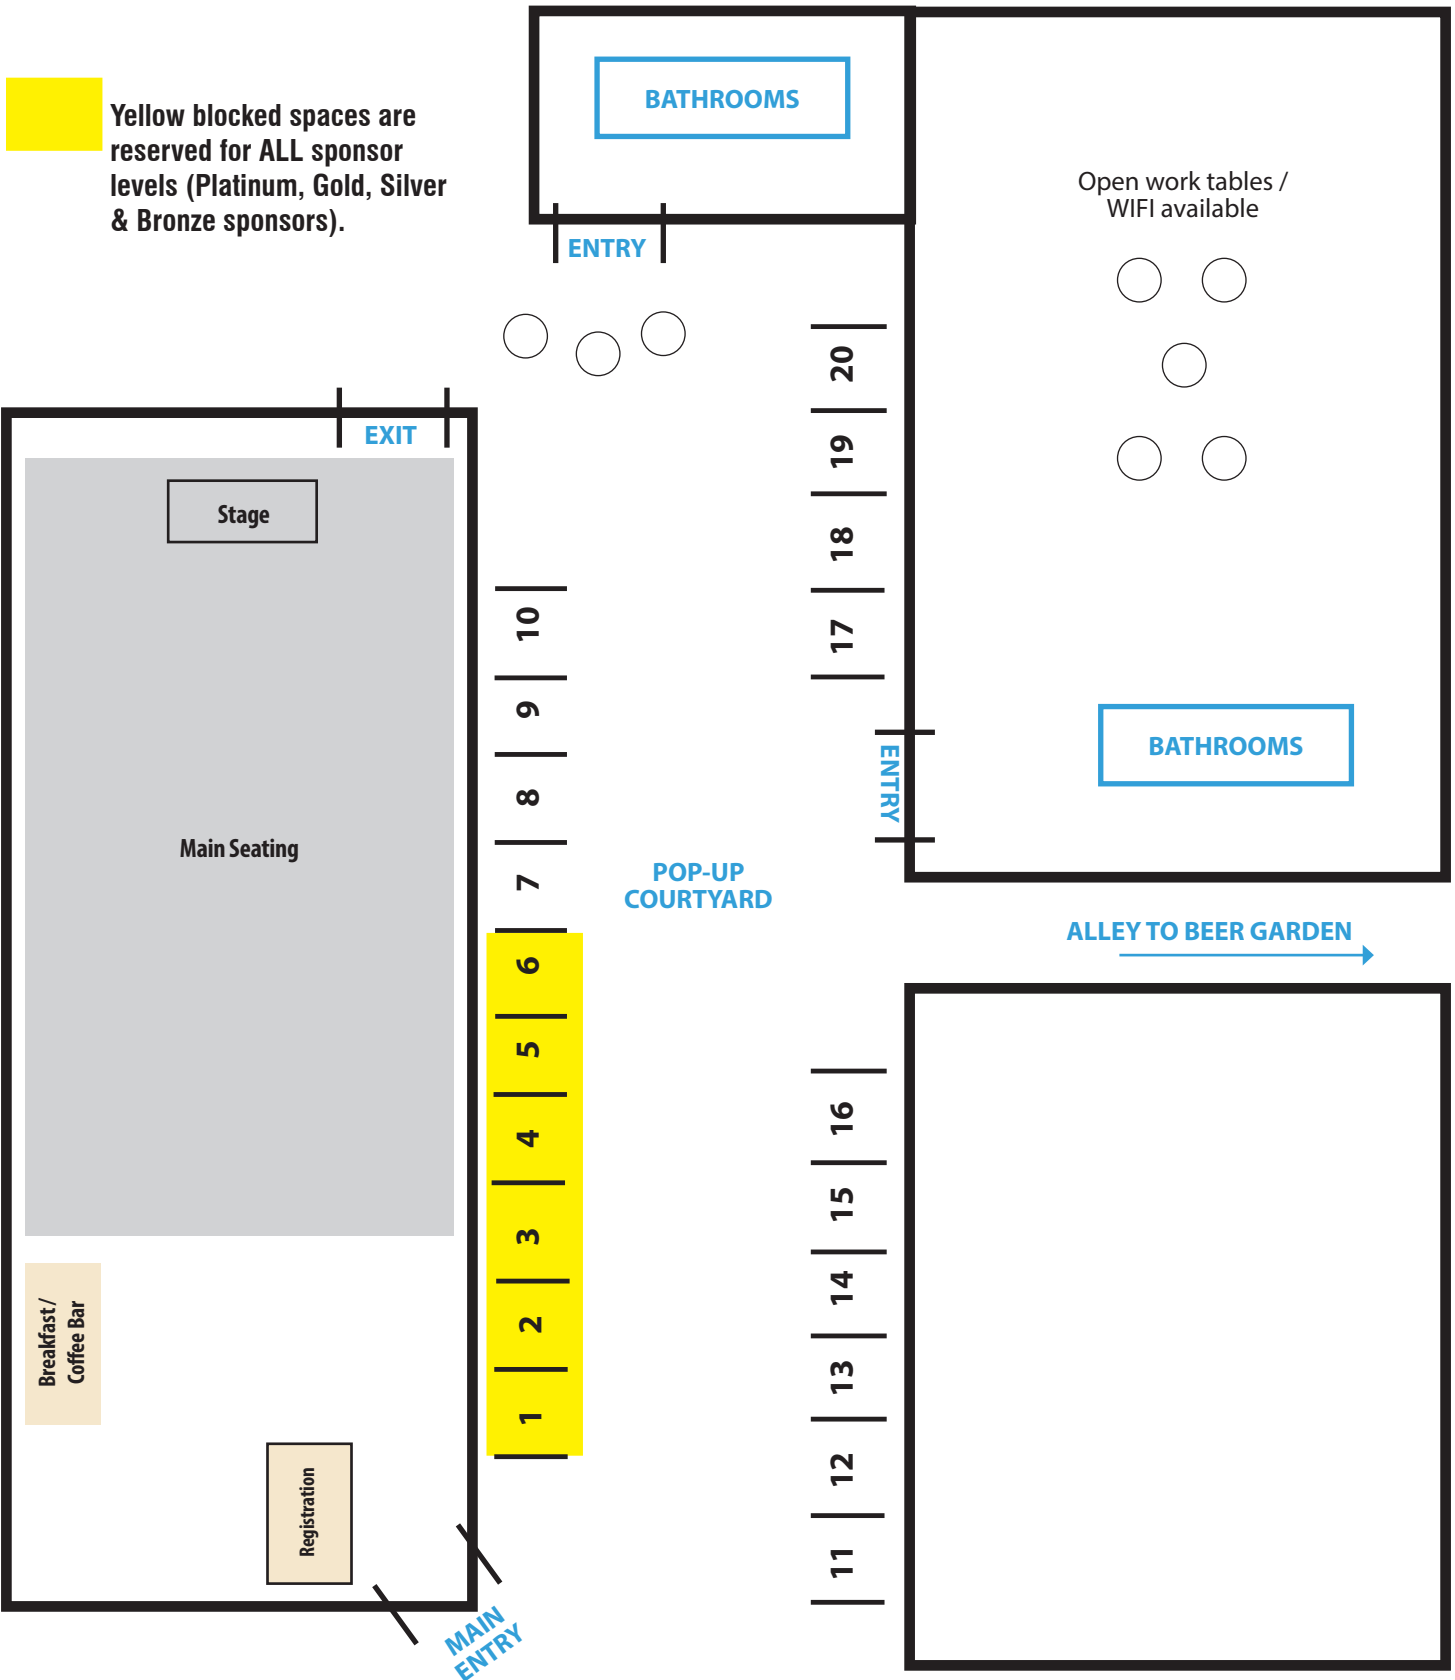 Yellow blocked spaces are
reserved for ALL sponsor
levels (Platinum, Gold, Silver
& Bronze sponsors).
BATHROOMS
ENTRY
Open work tables /
WIFI available
EXIT
Stage
Main Seating
20
19
18
17
10
9
8
7
6
5
4
3
2
1
ENTRY
BATHROOMS
POP-UP
COURTYARD
ALLEY TO BEER GARDEN
16
15
14
13
12
11
Breakfast /
Coffee Bar
Registration
MAIN
ENTRY